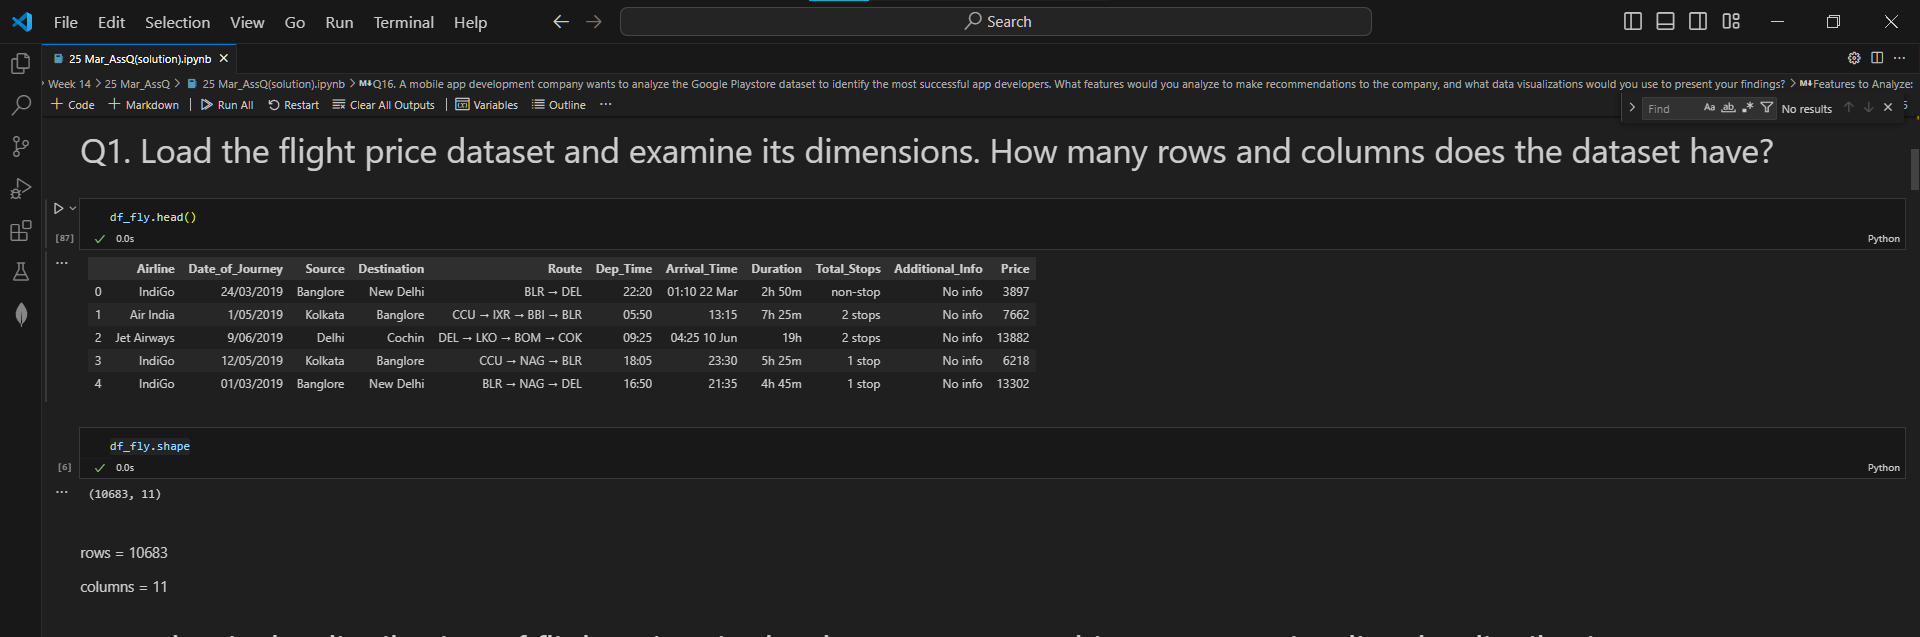 File Edit Selection View Go Run Terminal Help Search
25 Mar_AssQ(solution).ipynb
Week 14 > 25 Mar_AssQ > 25 Mar_AssQ(solution).ipynb > M↓Q16. A mobile app development company wants to analyze the Google Playstore dataset to identify the most successful app developers. What features would you analyze to make recommendations to the company, and what data visualizations would you use to present your findings? > M↓Features to Analyze:
+ Code + Markdown | Run All Restart Clear All Outputs | Variables Outline ...
Find Aa ab No results
Q1. Load the flight price dataset and examine its dimensions. How many rows and columns does the dataset have?
df_fly.head()
[87] 0.0s Python
Airline Date_of_Journey Source Destination Route Dep_Time Arrival_Time Duration Total_Stops Additional_Info Price
0 IndiGo 24/03/2019 Banglore New Delhi BLR → DEL 22:20 01:10 22 Mar 2h 50m non-stop No info 3897
1 Air India 1/05/2019 Kolkata Banglore CCU → IXR → BBI → BLR 05:50 13:15 7h 25m 2 stops No info 7662
2 Jet Airways 9/06/2019 Delhi Cochin DEL → LKO → BOM → COK 09:25 04:25 10 Jun 19h 2 stops No info 13882
3 IndiGo 12/05/2019 Kolkata Banglore CCU → NAG → BLR 18:05 23:30 5h 25m 1 stop No info 6218
4 IndiGo 01/03/2019 Banglore New Delhi BLR → NAG → DEL 16:50 21:35 4h 45m 1 stop No info 13302
df_fly.shape
[6] 0.0s Python
(10683, 11)
rows = 10683
columns = 11